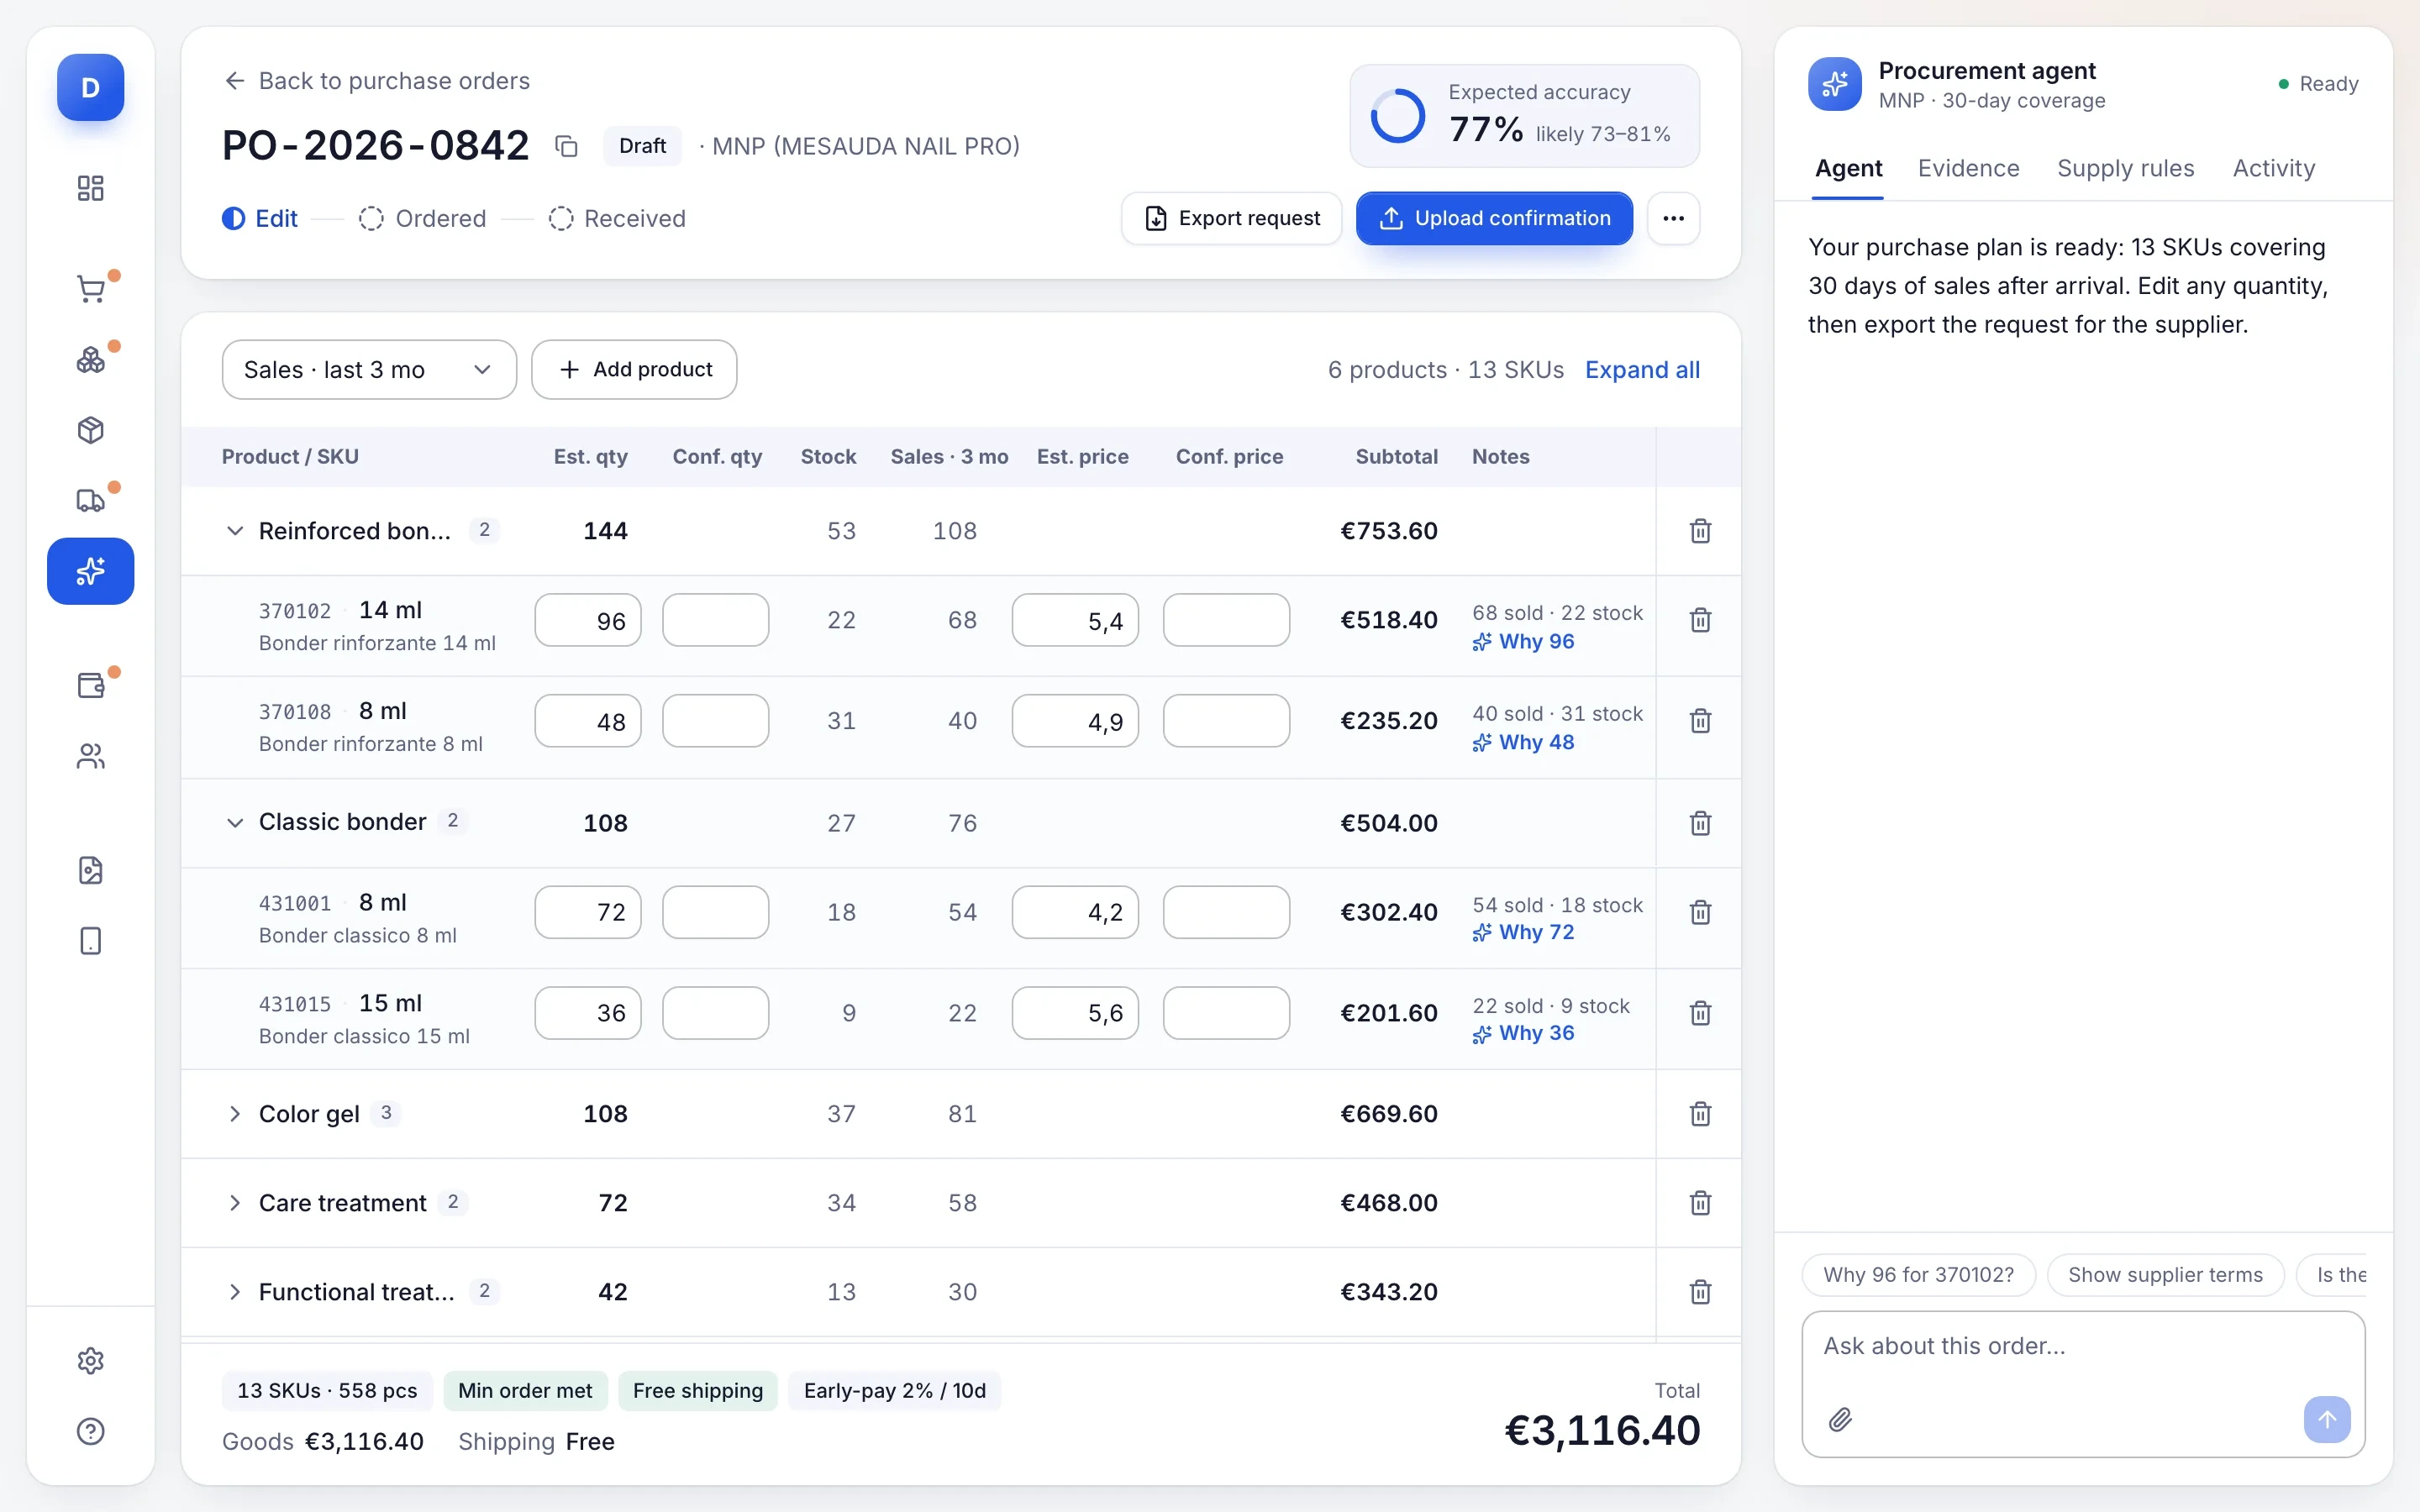 D
Back to purchase orders
PO-2026-0842
Draft
· MNP (MESAUDA NAIL PRO)
Edit
Ordered
Received
Expected accuracy
77% likely 73–81%
Export request
Upload confirmation
Sales · last 3 mo
Add product
6 products · 13 SKUs
Expand all
Product / SKU Est. qty Conf. qty Stock Sales · 3 mo Est. price Conf. price Subtotal Notes
Reinforced bon... 2 144 53 108 €753.60
370102 · 14 ml 96 22 68 5,4 €518.40 68 sold · 22 stock
Bonder rinforzante 14 ml Why 96
370108 · 8 ml 48 31 40 4,9 €235.20 40 sold · 31 stock
Bonder rinforzante 8 ml Why 48
Classic bonder 2 108 27 76 €504.00
431001 · 8 ml 72 18 54 4,2 €302.40 54 sold · 18 stock
Bonder classico 8 ml Why 72
431015 · 15 ml 36 9 22 5,6 €201.60 22 sold · 9 stock
Bonder classico 15 ml Why 36
Color gel 3 108 37 81 €669.60
Care treatment 2 72 34 58 €468.00
Functional treat... 2 42 13 30 €343.20
13 SKUs · 558 pcs
Min order met
Free shipping
Early-pay 2% / 10d
Goods €3,116.40 Shipping Free
Total
€3,116.40
Procurement agent
MNP · 30-day coverage
Ready
Agent Evidence Supply rules Activity
Your purchase plan is ready: 13 SKUs covering
30 days of sales after arrival. Edit any quantity,
then export the request for the supplier.
Why 96 for 370102?
Show supplier terms
Is the
Ask about this order...